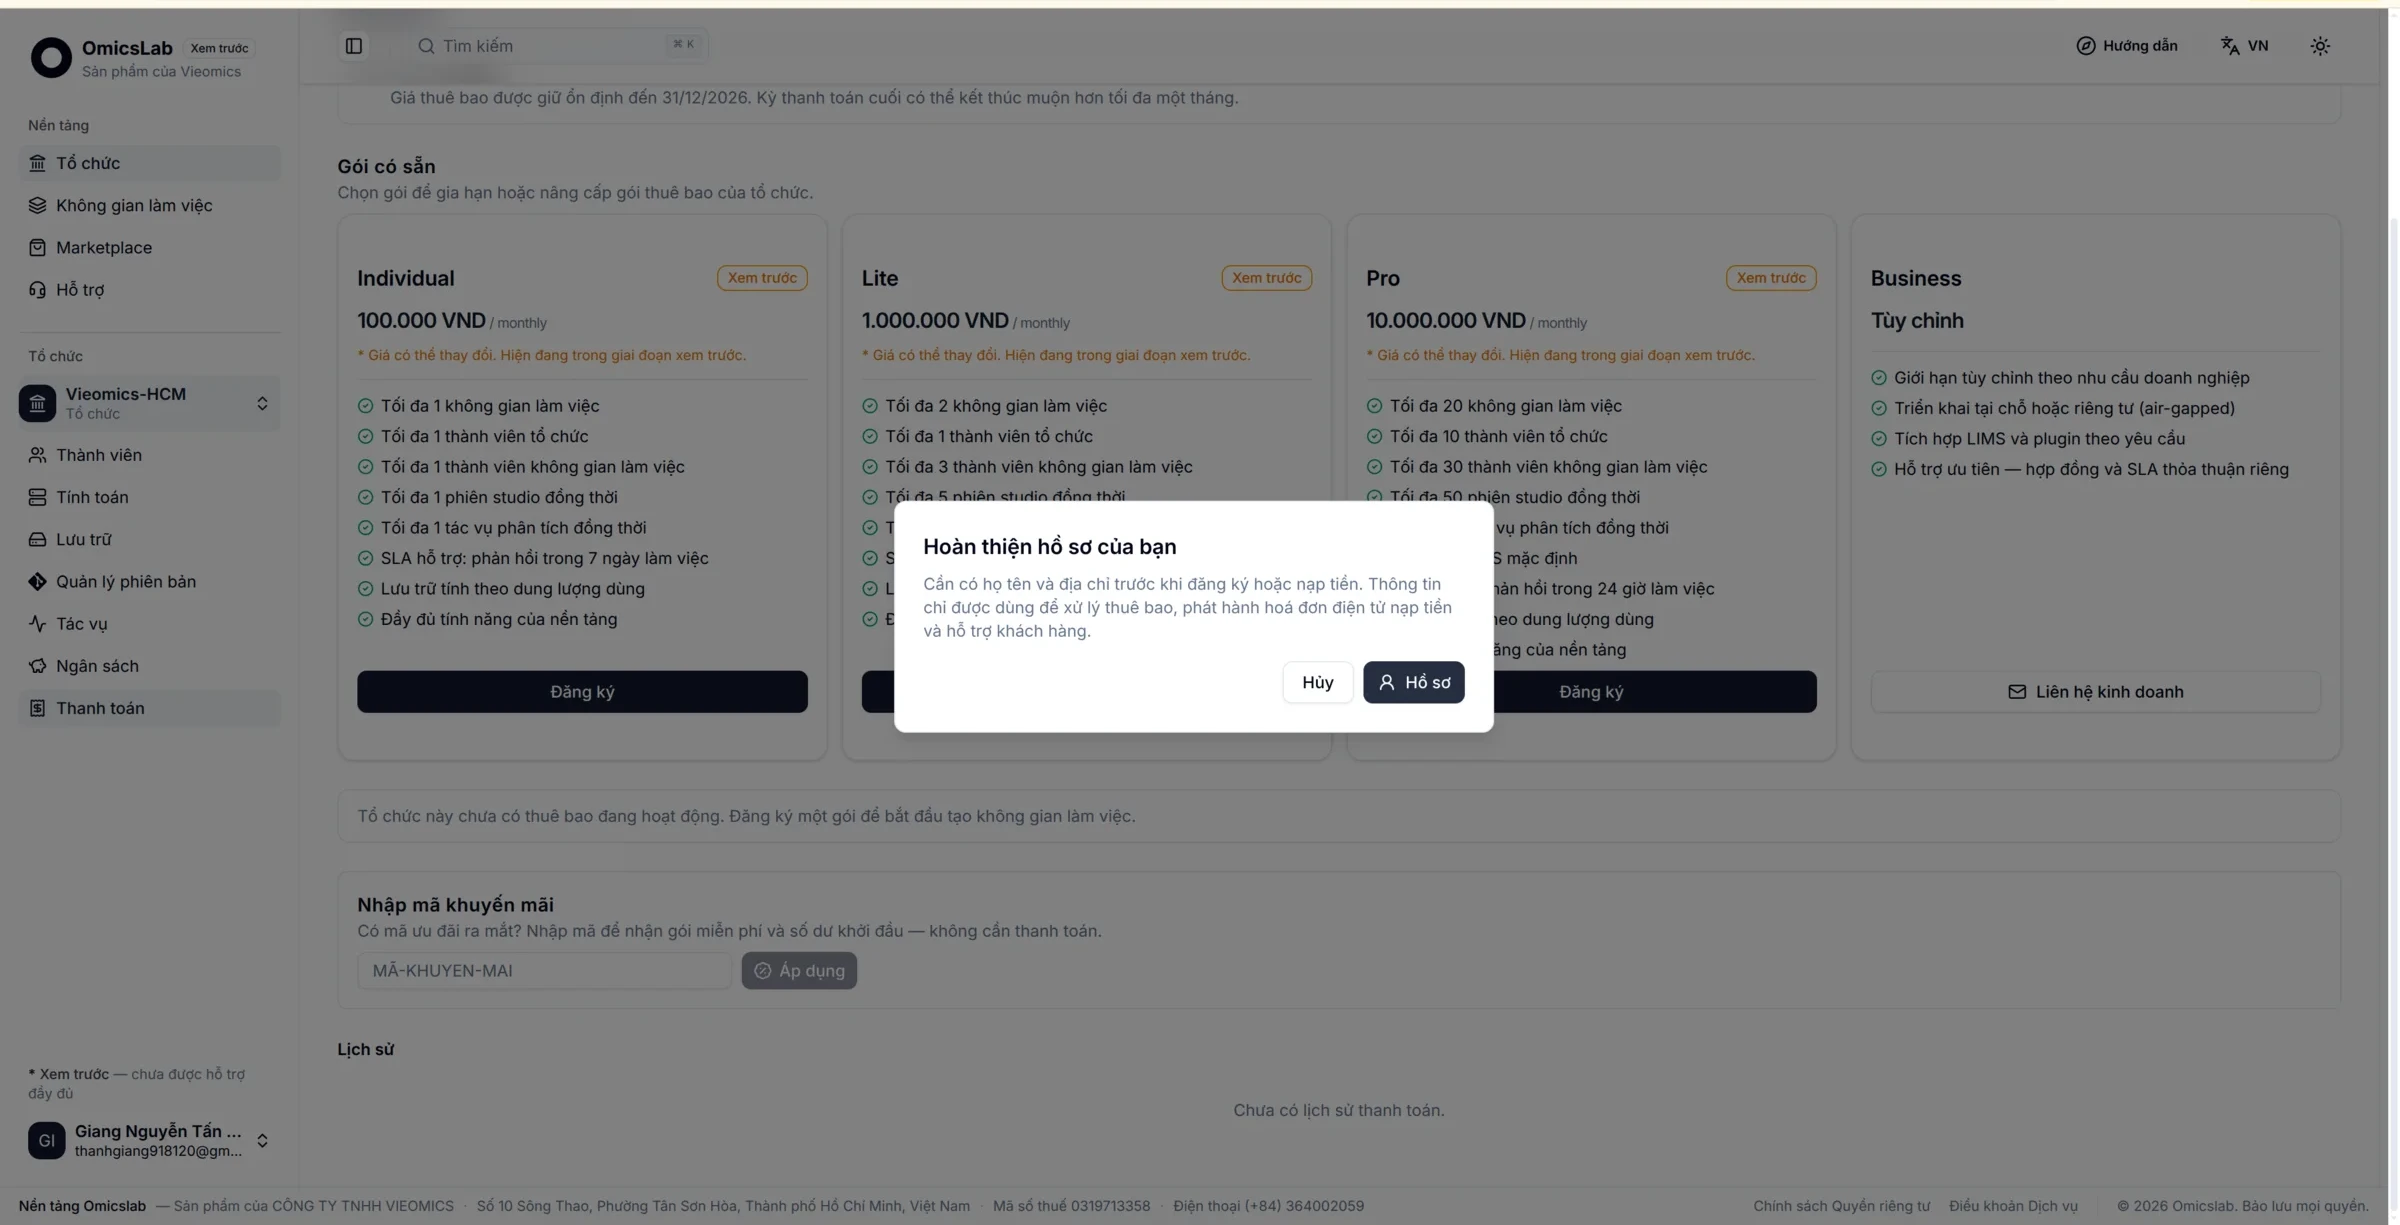 OmicsLab Xem trước
Sản phẩm của Vieomics
Tìm kiếm ⌘ K
Hướng dẫn
VN
Nền tảng
Tổ chức
Không gian làm việc
Marketplace
Hỗ trợ
Tổ chức
Vieomics-HCM
Tổ chức
Thành viên
Tính toán
Lưu trữ
Quản lý phiên bản
Tác vụ
Ngân sách
Thanh toán
* Xem trước — chưa được hỗ trợ
đầy đủ
GI
Giang Nguyễn Tấn ...
thanhgiang918120@gm...
Giá thuê bao được giữ ổn định đến 31/12/2026. Kỳ thanh toán cuối có thể kết thúc muộn hơn tối đa một tháng.
Gói có sẵn
Chọn gói để gia hạn hoặc nâng cấp gói thuê bao của tổ chức.
Individual Xem trước
100.000 VND / monthly
* Giá có thể thay đổi. Hiện đang trong giai đoạn xem trước.
Tối đa 1 không gian làm việc
Tối đa 1 thành viên tổ chức
Tối đa 1 thành viên không gian làm việc
Tối đa 1 phiên studio đồng thời
Tối đa 1 tác vụ phân tích đồng thời
SLA hỗ trợ: phản hồi trong 7 ngày làm việc
Lưu trữ tính theo dung lượng dùng
Đầy đủ tính năng của nền tảng
Đăng ký
Lite Xem trước
1.000.000 VND / monthly
* Giá có thể thay đổi. Hiện đang trong giai đoạn xem trước.
Tối đa 2 không gian làm việc
Tối đa 1 thành viên tổ chức
Tối đa 3 thành viên không gian làm việc
Tối đa 5 phiên studio đồng thời
Pro Xem trước
10.000.000 VND / monthly
* Giá có thể thay đổi. Hiện đang trong giai đoạn xem trước.
Tối đa 20 không gian làm việc
Tối đa 10 thành viên tổ chức
Tối đa 30 thành viên không gian làm việc
Tối đa 50 phiên studio đồng thời
vụ phân tích đồng thời
mặc định
hồi trong 24 giờ làm việc
dung lượng dùng
của nền tảng
Đăng ký
Business
Tùy chỉnh
Giới hạn tùy chỉnh theo nhu cầu doanh nghiệp
Triển khai tại chỗ hoặc riêng tư (air-gapped)
Tích hợp LIMS và plugin theo yêu cầu
Hỗ trợ ưu tiên — hợp đồng và SLA thỏa thuận riêng
Liên hệ kinh doanh
Hoàn thiện hồ sơ của bạn
Cần có họ tên và địa chỉ trước khi đăng ký hoặc nạp tiền. Thông tin
chỉ được dùng để xử lý thuê bao, phát hành hoá đơn điện tử nạp tiền
và hỗ trợ khách hàng.
Hủy
Hồ sơ
Tổ chức này chưa có thuê bao đang hoạt động. Đăng ký một gói để bắt đầu tạo không gian làm việc.
Nhập mã khuyến mãi
Có mã ưu đãi ra mắt? Nhập mã để nhận gói miễn phí và số dư khởi đầu — không cần thanh toán.
MÃ-KHUYEN-MAI
Áp dụng
Lịch sử
Chưa có lịch sử thanh toán.
Nền tảng Omicslab — Sản phẩm của CÔNG TY TNHH VIEOMICS · Số 10 Sông Thao, Phường Tân Sơn Hòa, Thành phố Hồ Chí Minh, Việt Nam · Mã số thuế 0319713358 · Điện thoại (+84) 364002059
Chính sách Quyền riêng tư Điều khoản Dịch vụ © 2026 Omicslab. Bảo lưu mọi quyền.